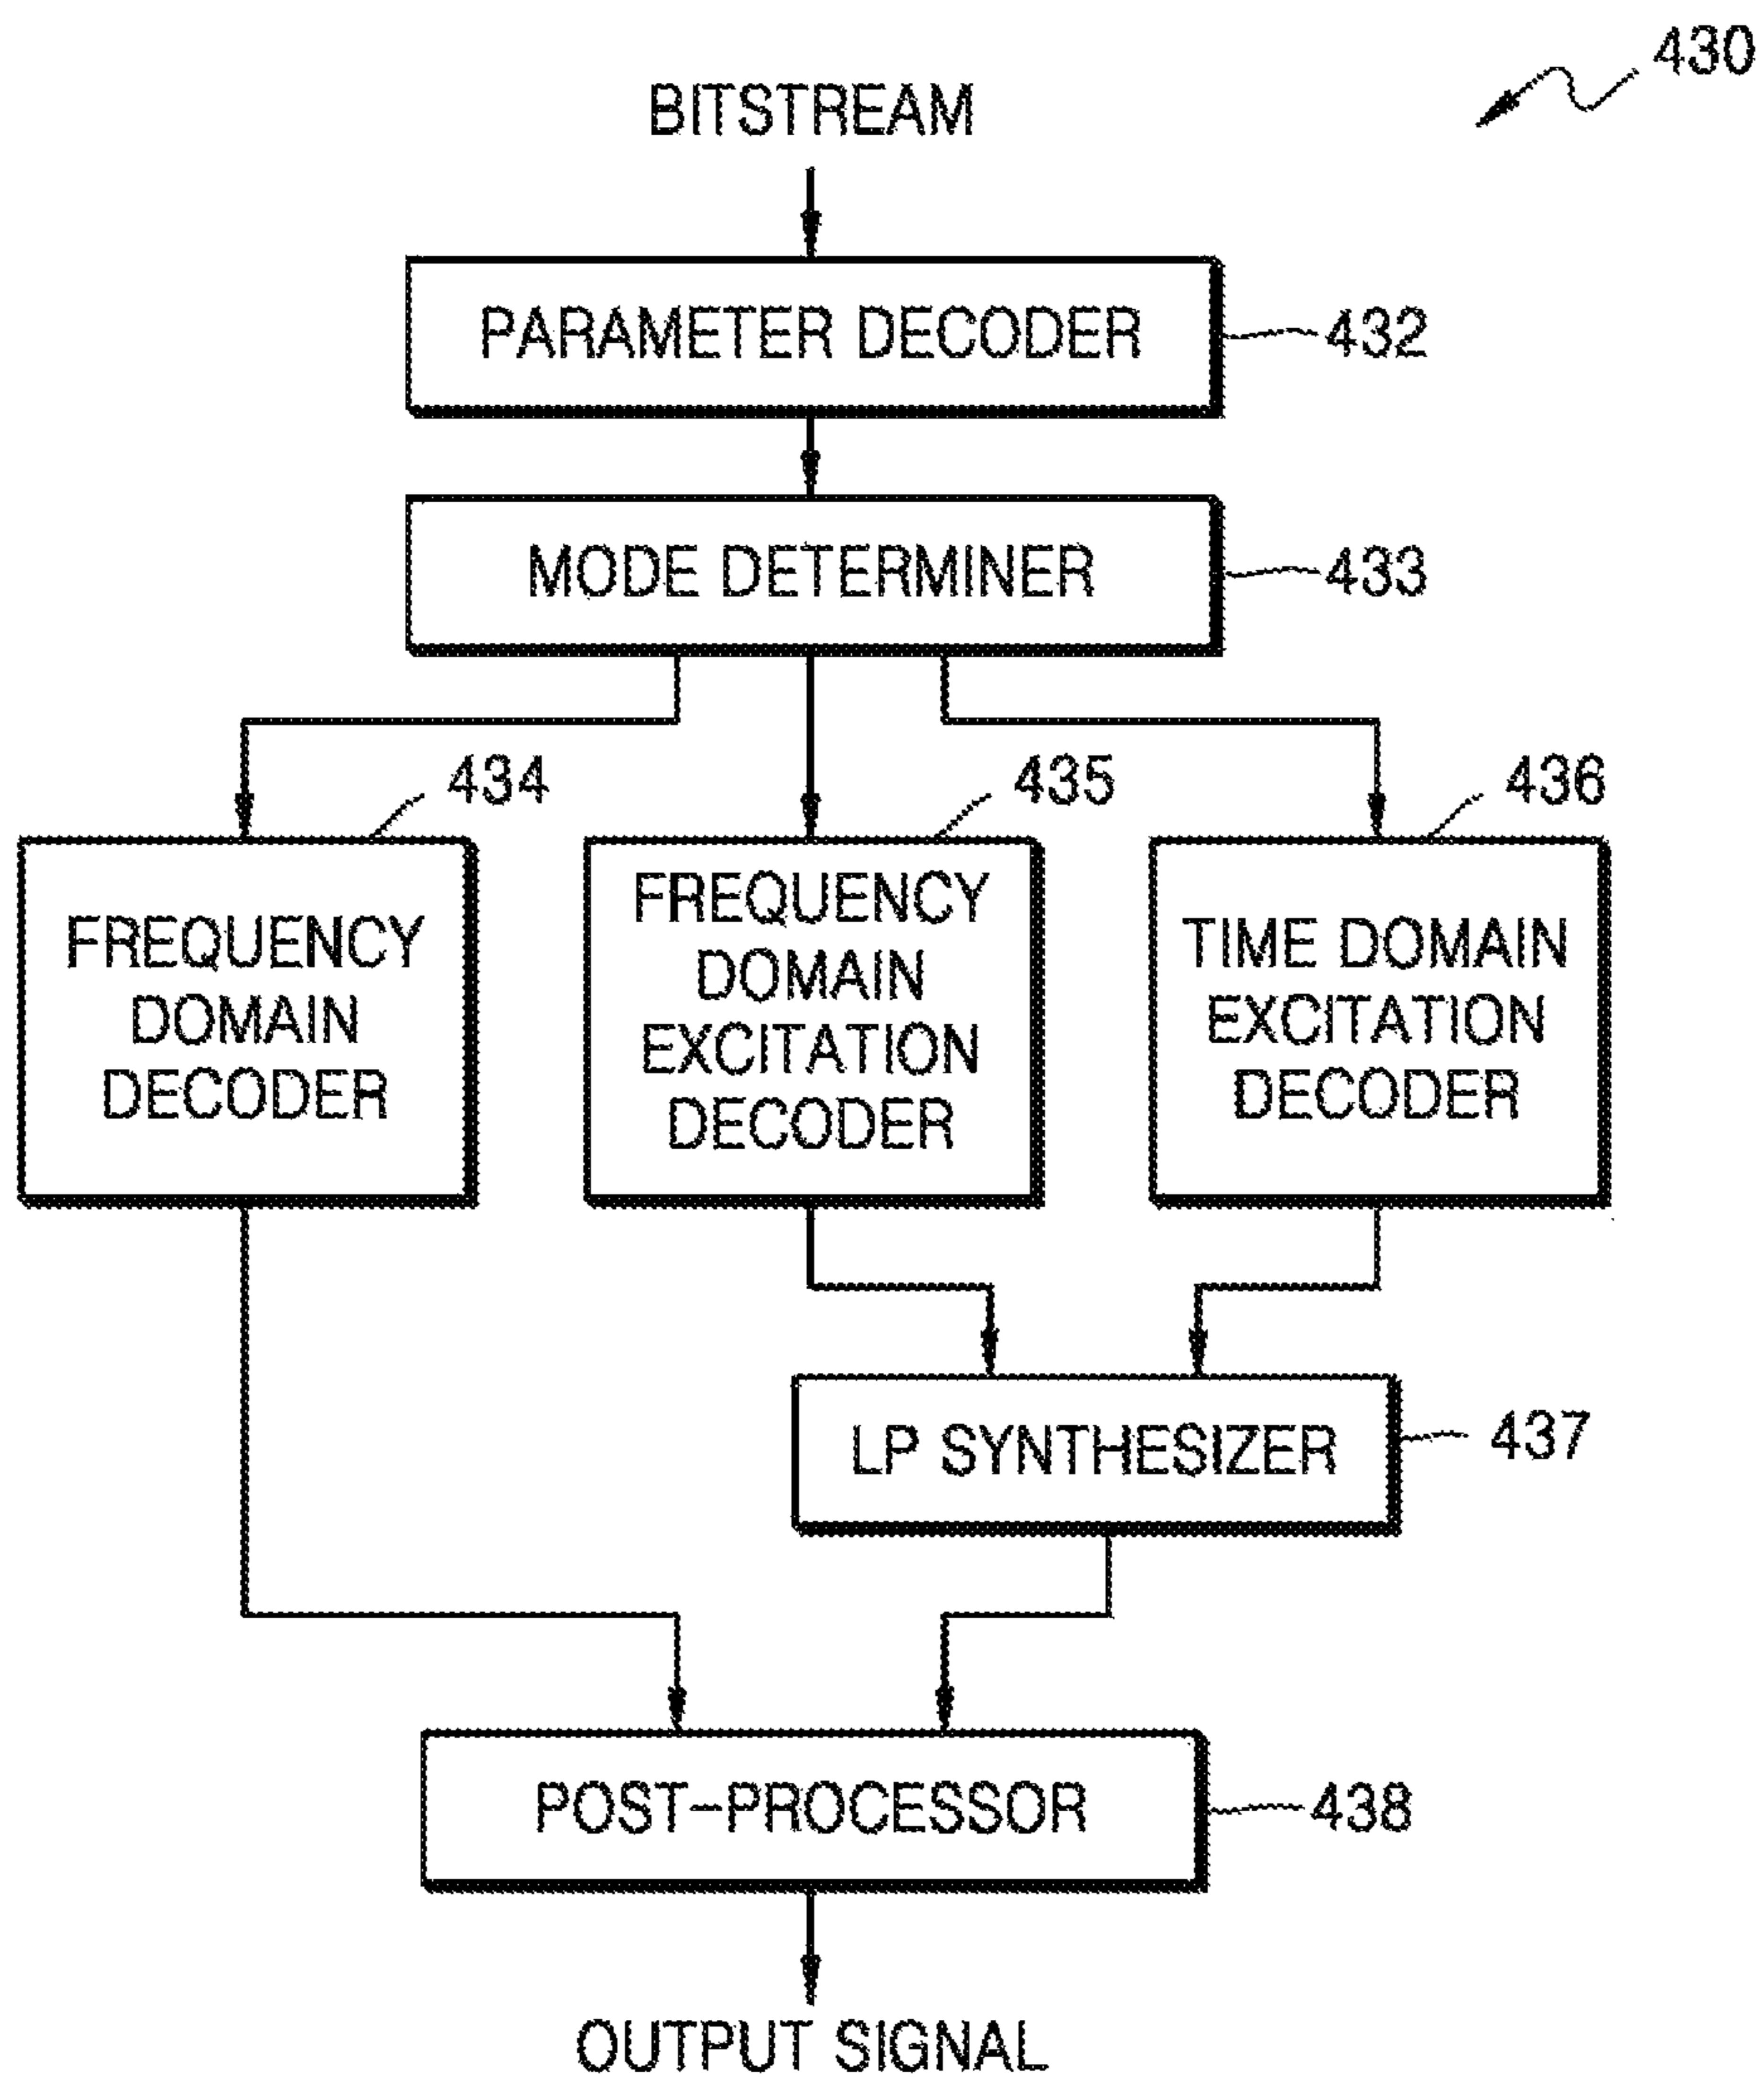 430
BITSTREAM
PARAMETER DECODER
432
MODE DETERMINER
433
434
435
436
FREQUENCY
DOMAIN
DECODER
FREQUENCY
DOMAIN
EXCITATION
DECODER
TIME DOMAIN
EXCITATION
DECODER
LP SYNTHESIZER
437
POST-PROCESSOR
438
OUTPUT SIGNAL